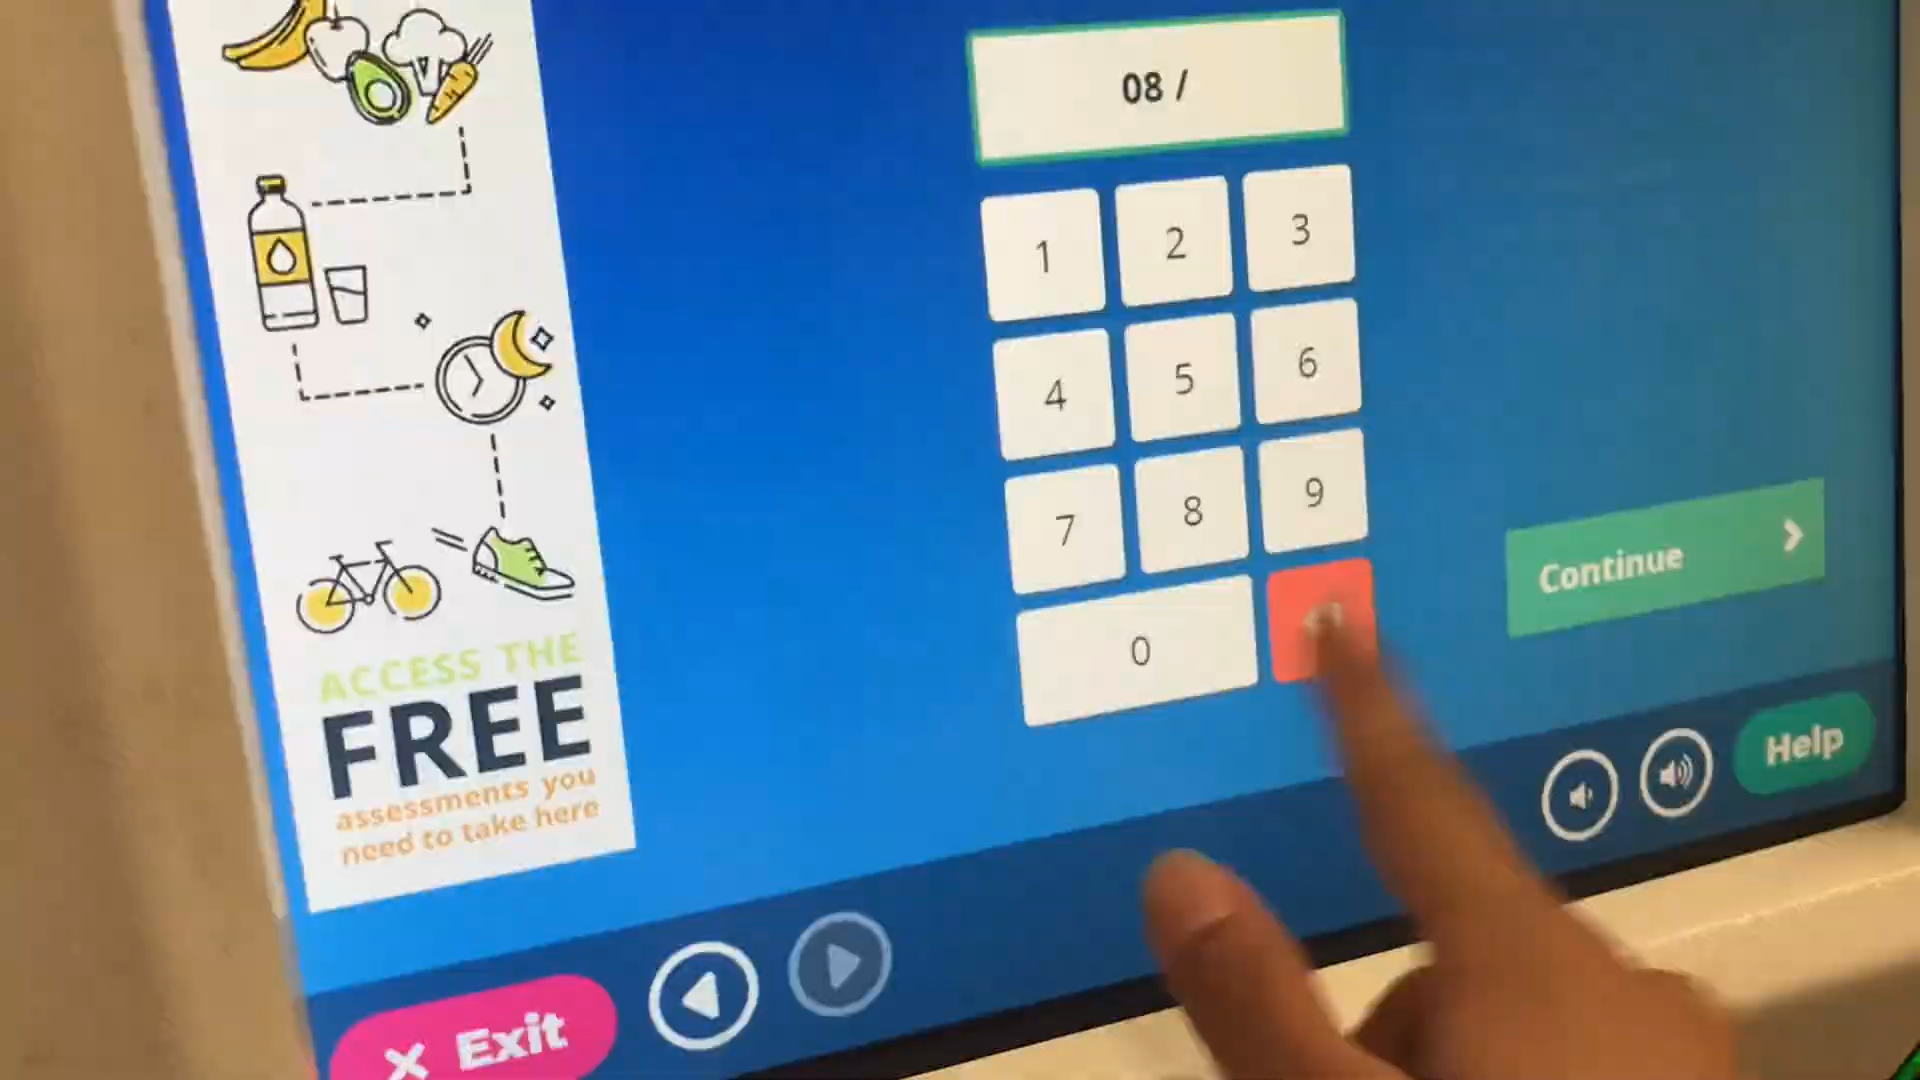 08 /
1 2 3
4 5 6
7 8 9
0
Continue
ACCESS THE
FREE
assessments you
need to take here
Help
Exit